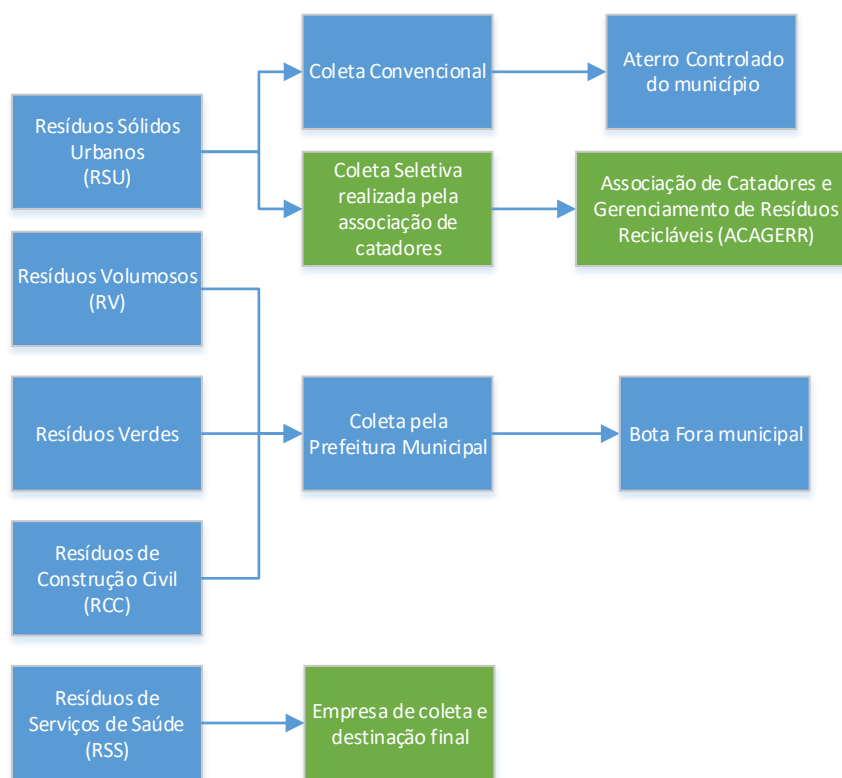 Resíduos Sólidos
Urbanos
(RSU)
Coleta Convencional
Aterro Controlado
do município
Coleta Seletiva
realizada pela
associação de
catadores
Associação de Catadores e
Gerenciamento de Resíduos
Recicláveis (ACAGERR)
Resíduos Volumosos
(RV)
Resíduos Verdes
Coleta pela
Prefeitura Municipal
Bota Fora municipal
Resíduos de
Construção Civil
(RCC)
Resíduos de
Serviços de Saúde
(RSS)
Empresa de coleta e
destinação final